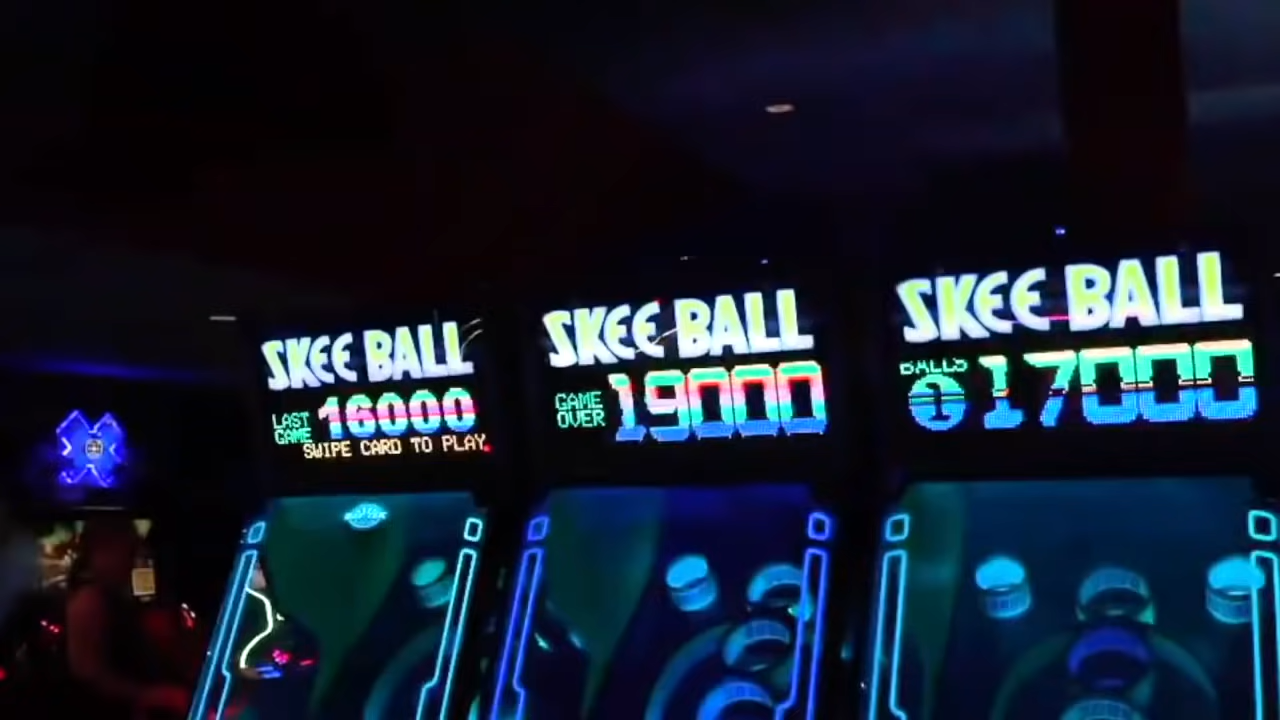 SKEE BALL
LAST GAME 16000
SWIPE CARD TO PLAY
SKEE BALL
GAME OVER 19000
SKEE BALL
BALLS 1 17000